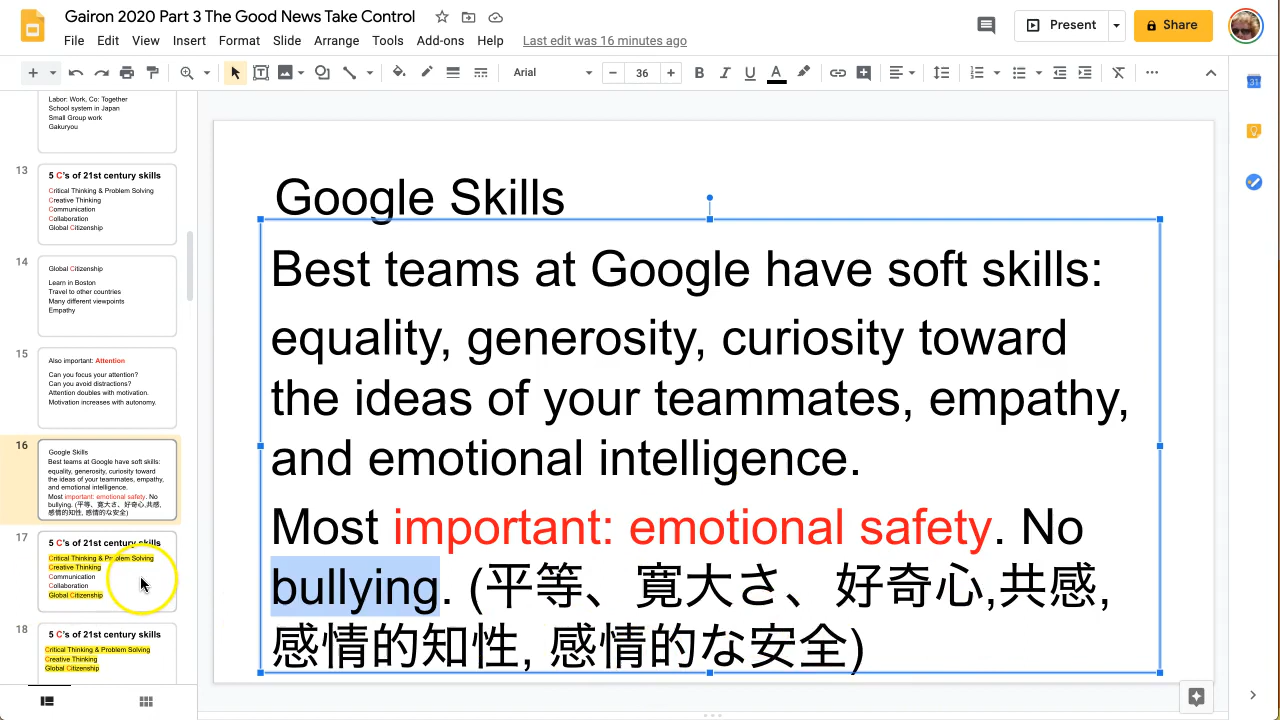 Gairon 2020 Part 3 The Good News Take Control
Present
Share
File Edit View Insert Format Slide Arrange Tools Add-ons Help Last edit was 16 minutes ago
Arial
36
Labor: Work, Co: Together
School system in Japan
Small Group work
Gakuryou
13
5 C's of 21st century skills
Critical Thinking & Problem Solving
Creative Thinking
Communication
Collaboration
Global Citizenship
14
Global Citizenship
Learn in Boston
Travel to other countries
Many different viewpoints
Empathy
15
Also important: Attention
Can you focus your attention?
Can you avoid distractions?
Attention doubles with motivation.
Motivation increases with autonomy.
16
Google Skills
Best teams at Google have soft skills:
equality, generosity, curiosity toward
the ideas of your teammates, empathy,
and emotional intelligence.
Most important: emotional safety. No
bullying. (平等、寛大さ、好奇心,共感,
感情的知性, 感情的な安全)
17
5 C's of 21st century skills
Critical Thinking & Problem Solving
Creative Thinking
Communication
Collaboration
Global Citizenship
18
5 C's of 21st century skills
Critical Thinking & Problem Solving
Creative Thinking
Global Citizenship
Google Skills
Best teams at Google have soft skills:
equality, generosity, curiosity toward
the ideas of your teammates, empathy,
and emotional intelligence.
Most important: emotional safety. No
bullying. (平等、寛大さ、好奇心,共感,
感情的知性, 感情的な安全)
31